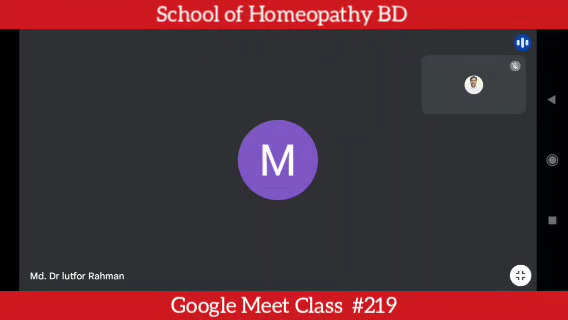 School of Homeopathy BD
M
Md. Dr lutfor Rahman
Google Meet Class #219